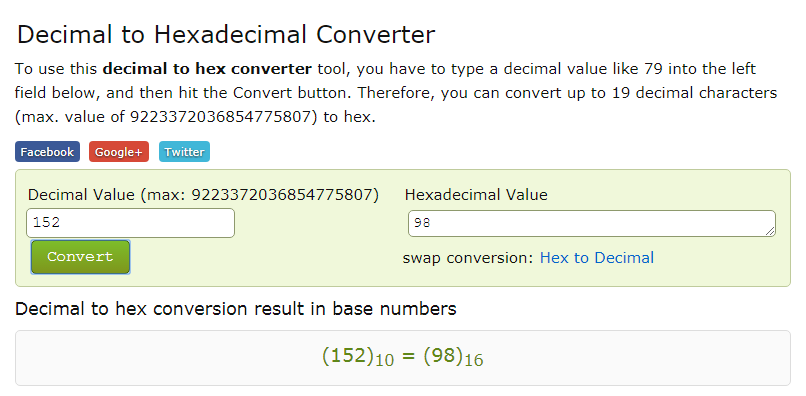 Decimal to Hexadecimal Converter
To use this decimal to hex converter tool, you have to type a decimal value like 79 into the left
field below, and then hit the Convert button. Therefore, you can convert up to 19 decimal characters
(max. value of 9223372036854775807) to hex.
Facebook Google+ Twitter
Decimal Value (max: 9223372036854775807) Hexadecimal Value
152 98
Convert swap conversion: Hex to Decimal
Decimal to hex conversion result in base numbers
(152)10 = (98)16